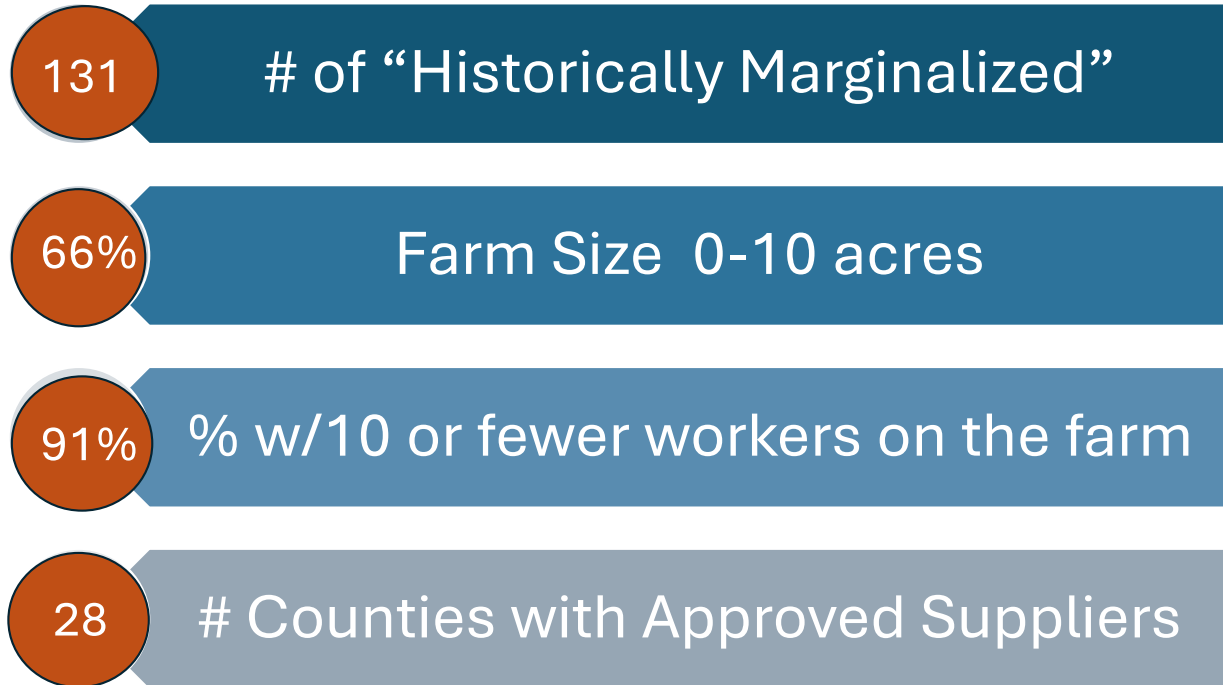 131
# of “Historically Marginalized”
66%
Farm Size  0-10 acres
91%
% w/10 or fewer workers on the farm
28
# Counties with Approved Suppliers